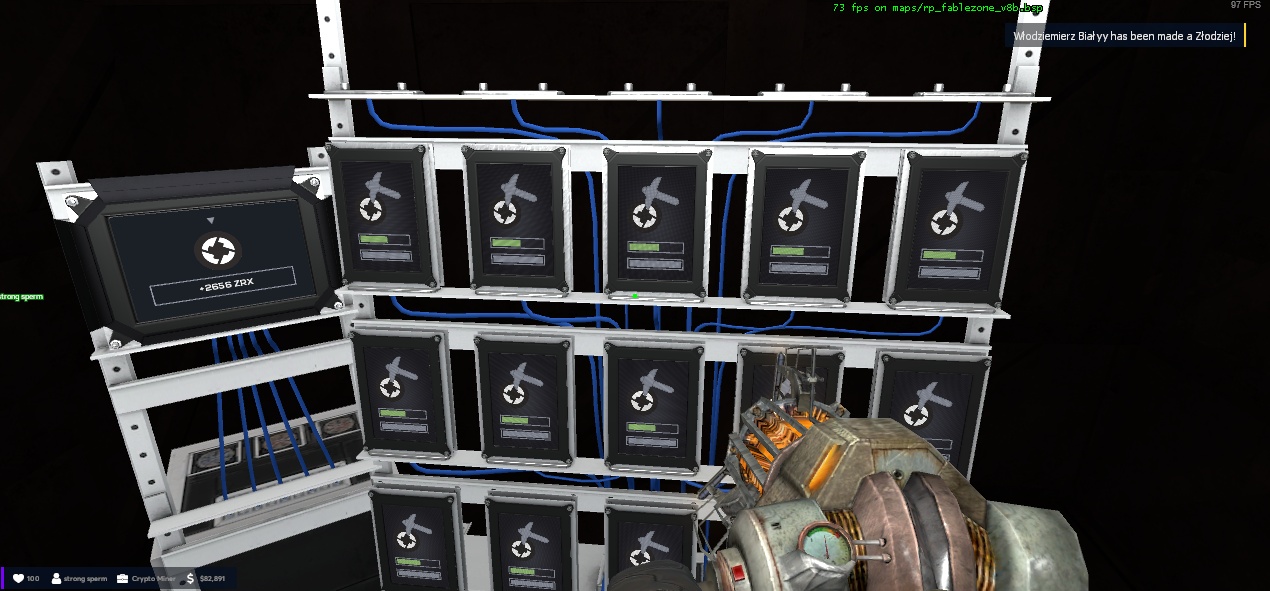 73 fps on maps/rp_fablezone_v8b.bsp
97 FPS
Włodziemierz Białyy has been made a Złodziej!
+2656 ZRX
strong sperm
100
strong sperm
Crypto Miner
$82,891